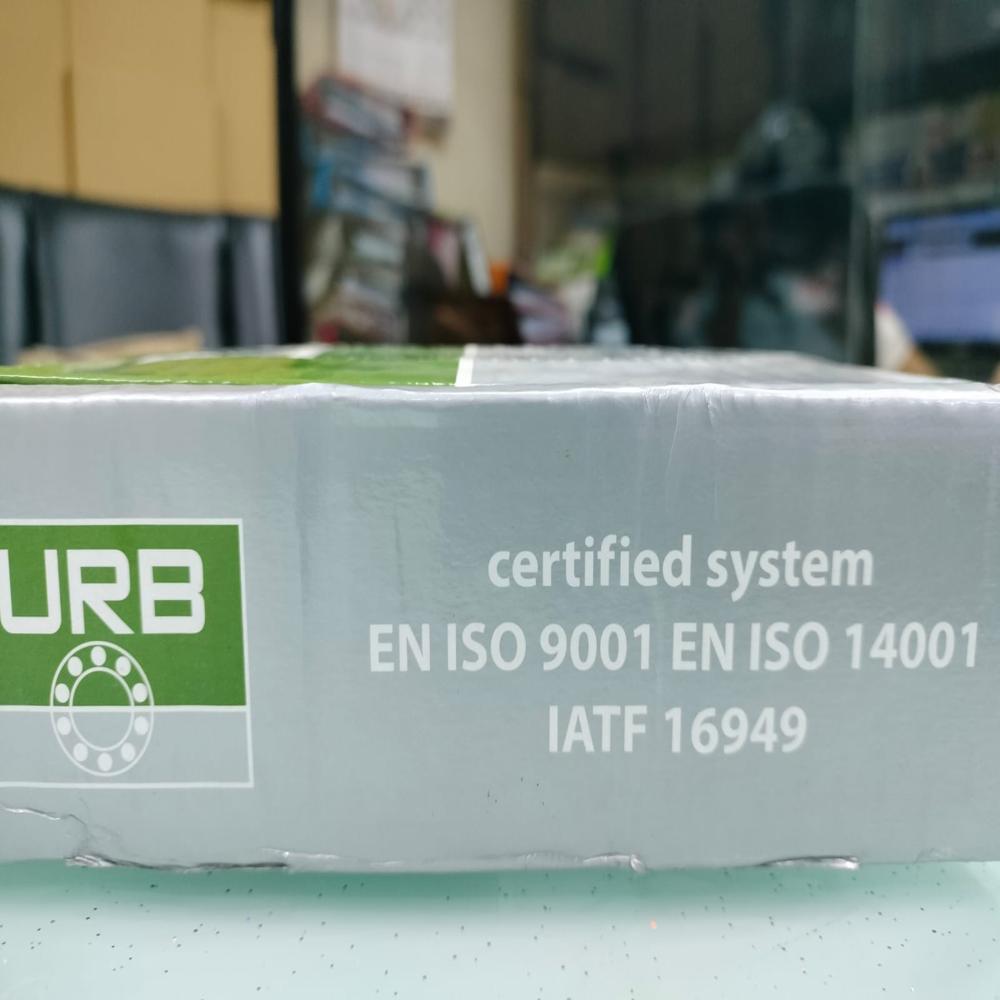 URB
certified system
EN ISO 9001 EN ISO 14001
IATF 16949